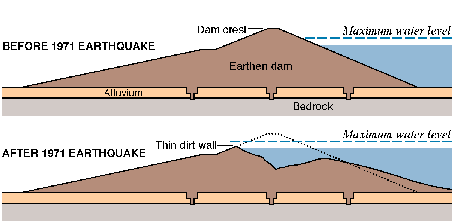 Dam crest
Maximum water level
BEFORE 1971 EARTHQUAKE
Earthen dam
Alluvium
Bedrock
Maximum water level
Thin dirt wall
AFTER 1971 EARTHQUAKE